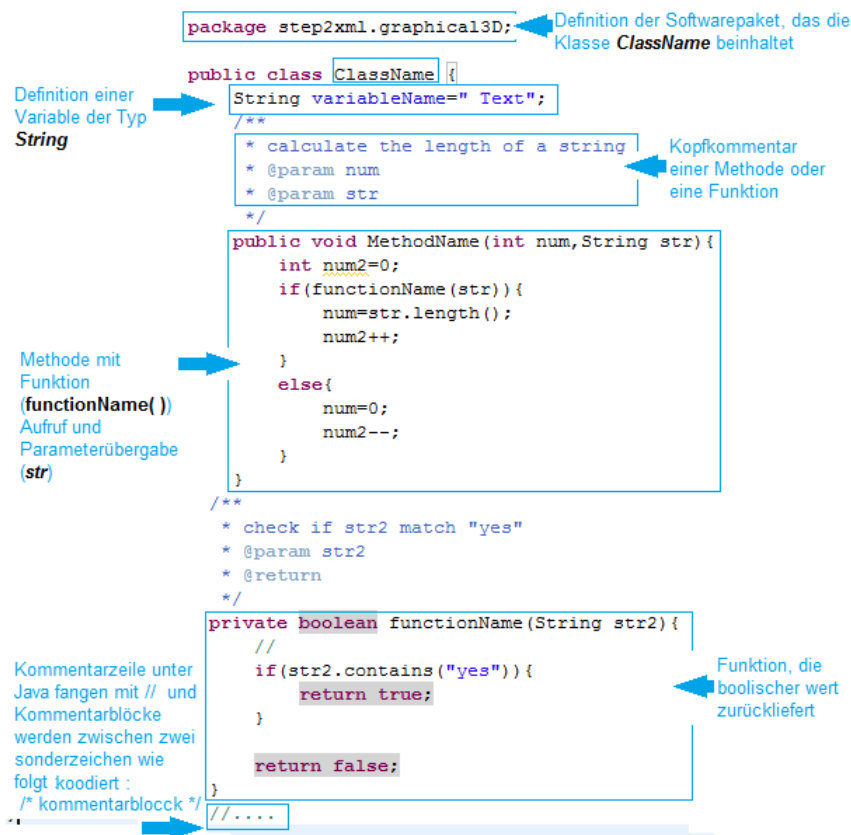 package step2xml.graphical3D;
Definition der Softwarepaket, das die
Klasse ClassName beinhaltet
public class ClassName {
Definition einer
Variable der Typ
String
String variableName=" Text";
/**
* calculate the length of a string
* @param num
* @param str
*/
Kopfkommentar
einer Methode oder
eine Funktion
public void MethodName(int num,String str){
int num2=0;
if(functionName(str)){
num=str.length();
num2++;
}
else{
num=0;
num2--;
}
}
Methode mit
Funktion
(functionName( ))
Aufruf und
Parameterübergabe
(str)
/**
* check if str2 match "yes"
* @param str2
* @return
*/
private boolean functionName(String str2){
//
if(str2.contains("yes")){
return true;
}
return false;
}
Funktion, die
boolischer wert
zurückliefert
Kommentarzeile unter
Java fangen mit // und
Kommentarblöcke
werden zwischen zwei
sonderzeichen wie
folgt koodiert :
/* kommentarblocck */
//....